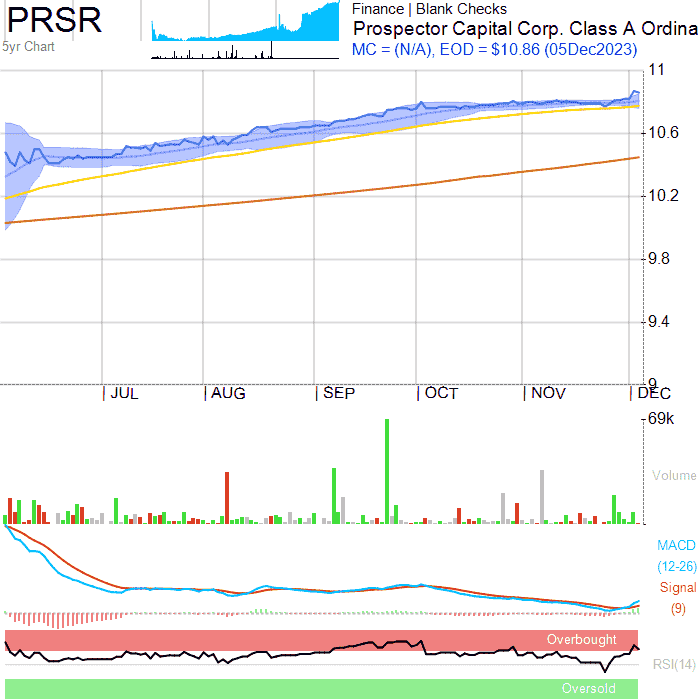 PRSR
5yr Chart
Finance | Blank Checks
Prospector Capital Corp. Class A Ordina
MC = (N/A), EOD = $10.86 (05Dec2023)
11
10.6
10.2
9.8
9.4
9
JUL
AUG
SEP
OCT
NOV
DEC
69k
Volume
MACD
(12-26)
Signal
(9)
Overbought
RSI(14)
Oversold